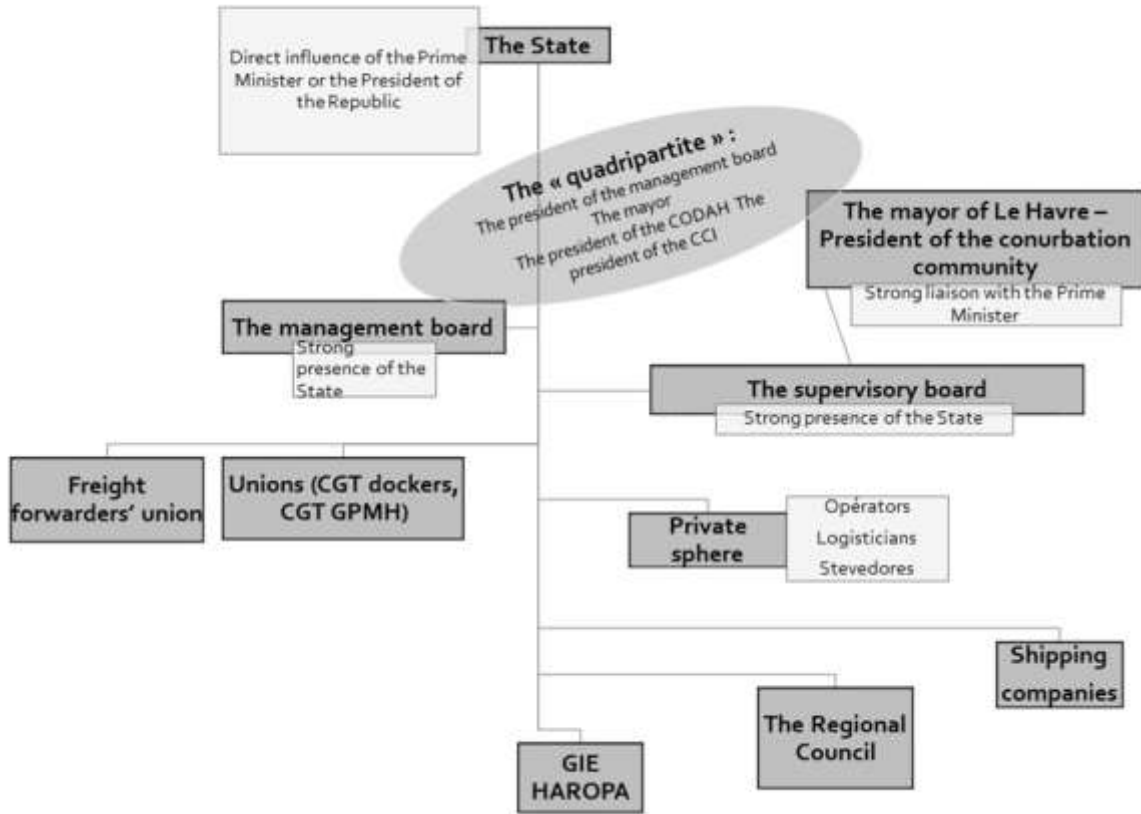 The State
Direct influence of the Prime
Minister or the President of
the Republic
The « quadripartite » :
The president of the management board
The mayor
The president of the CODAH The
president of the CCI
The mayor of Le Havre –
President of the conurbation
community
Strong liaison with the Prime
Minister
The management board
Strong
presence of the
State
The supervisory board
Strong presence of the State
Freight
forwarders’ union
Unions (CGT dockers,
CGT GPMH)
Private
sphere
Opérators
Logisticians
Stevedores
Shipping
companies
The Regional
Council
GIE
HAROPA